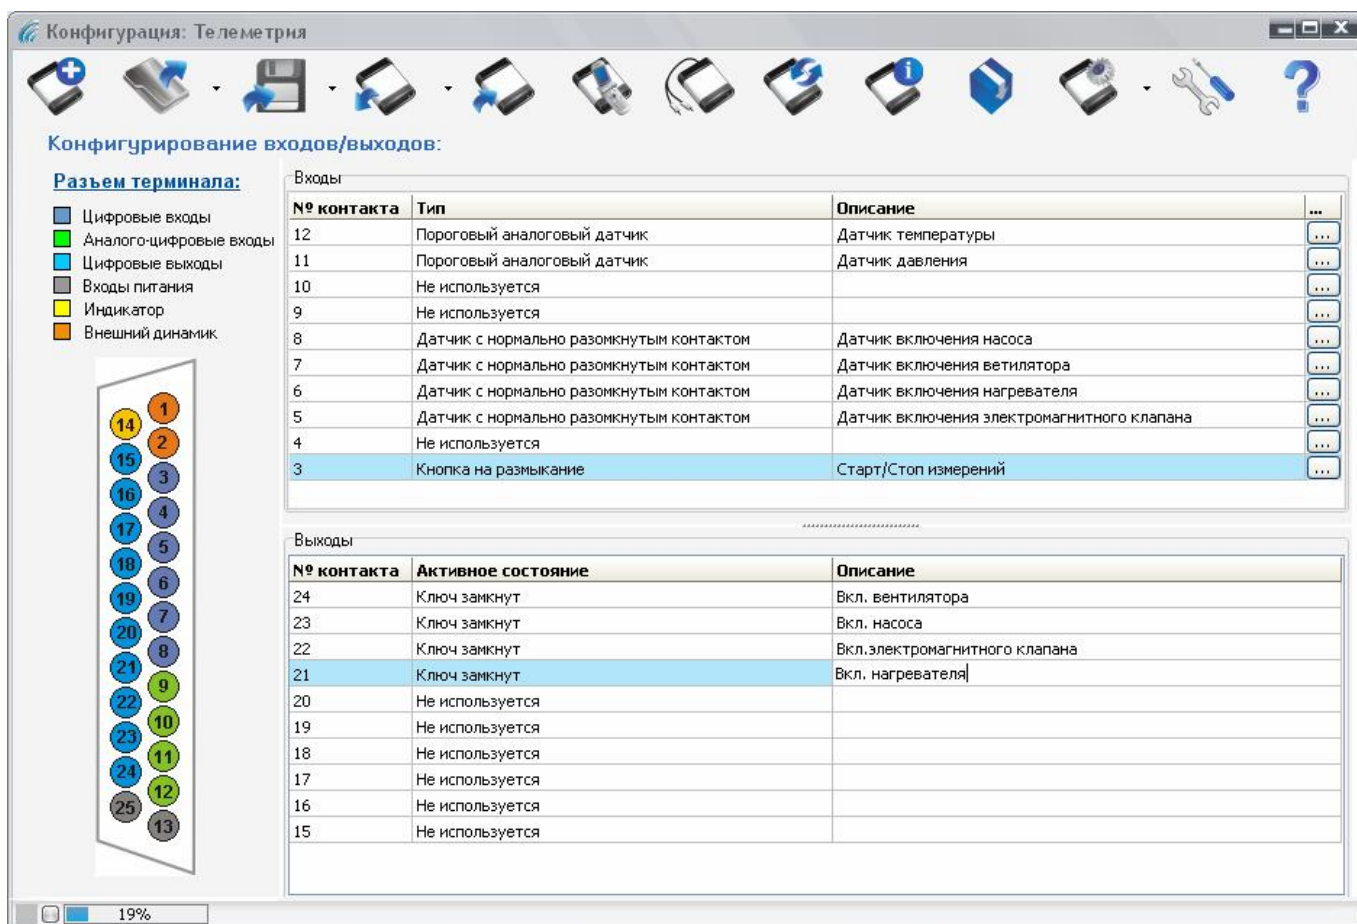 Конфигурация: Телеметрия
Конфигурирование входов/выходов:
Разъем терминала:
Цифровые входы
Аналого-цифровые входы
Цифровые выходы
Входы питания
Индикатор
Внешний динамик
1
14
2
15
3
16
4
17
5
18
6
19
7
20
8
21
9
22
10
23
11
24
12
25
13
Входы
№ контакта Тип Описание ...
12 Пороговый аналоговый датчик Датчик температуры ...
11 Пороговый аналоговый датчик Датчик давления ...
10 Не используется ...
9 Не используется ...
8 Датчик с нормально разомкнутым контактом Датчик включения насоса ...
7 Датчик с нормально разомкнутым контактом Датчик включения ветилятора ...
6 Датчик с нормально разомкнутым контактом Датчик включения нагревателя ...
5 Датчик с нормально разомкнутым контактом Датчик включения электромагнитного клапана ...
4 Не используется ...
3 Кнопка на размыкание Старт/Стоп измерений ...
Выходы
№ контакта Активное состояние Описание
24 Ключ замкнут Вкл. вентилятора
23 Ключ замкнут Вкл. насоса
22 Ключ замкнут Вкл.электромагнитного клапана
21 Ключ замкнут Вкл. нагревателя
20 Не используется
19 Не используется
18 Не используется
17 Не используется
16 Не используется
15 Не используется
19%